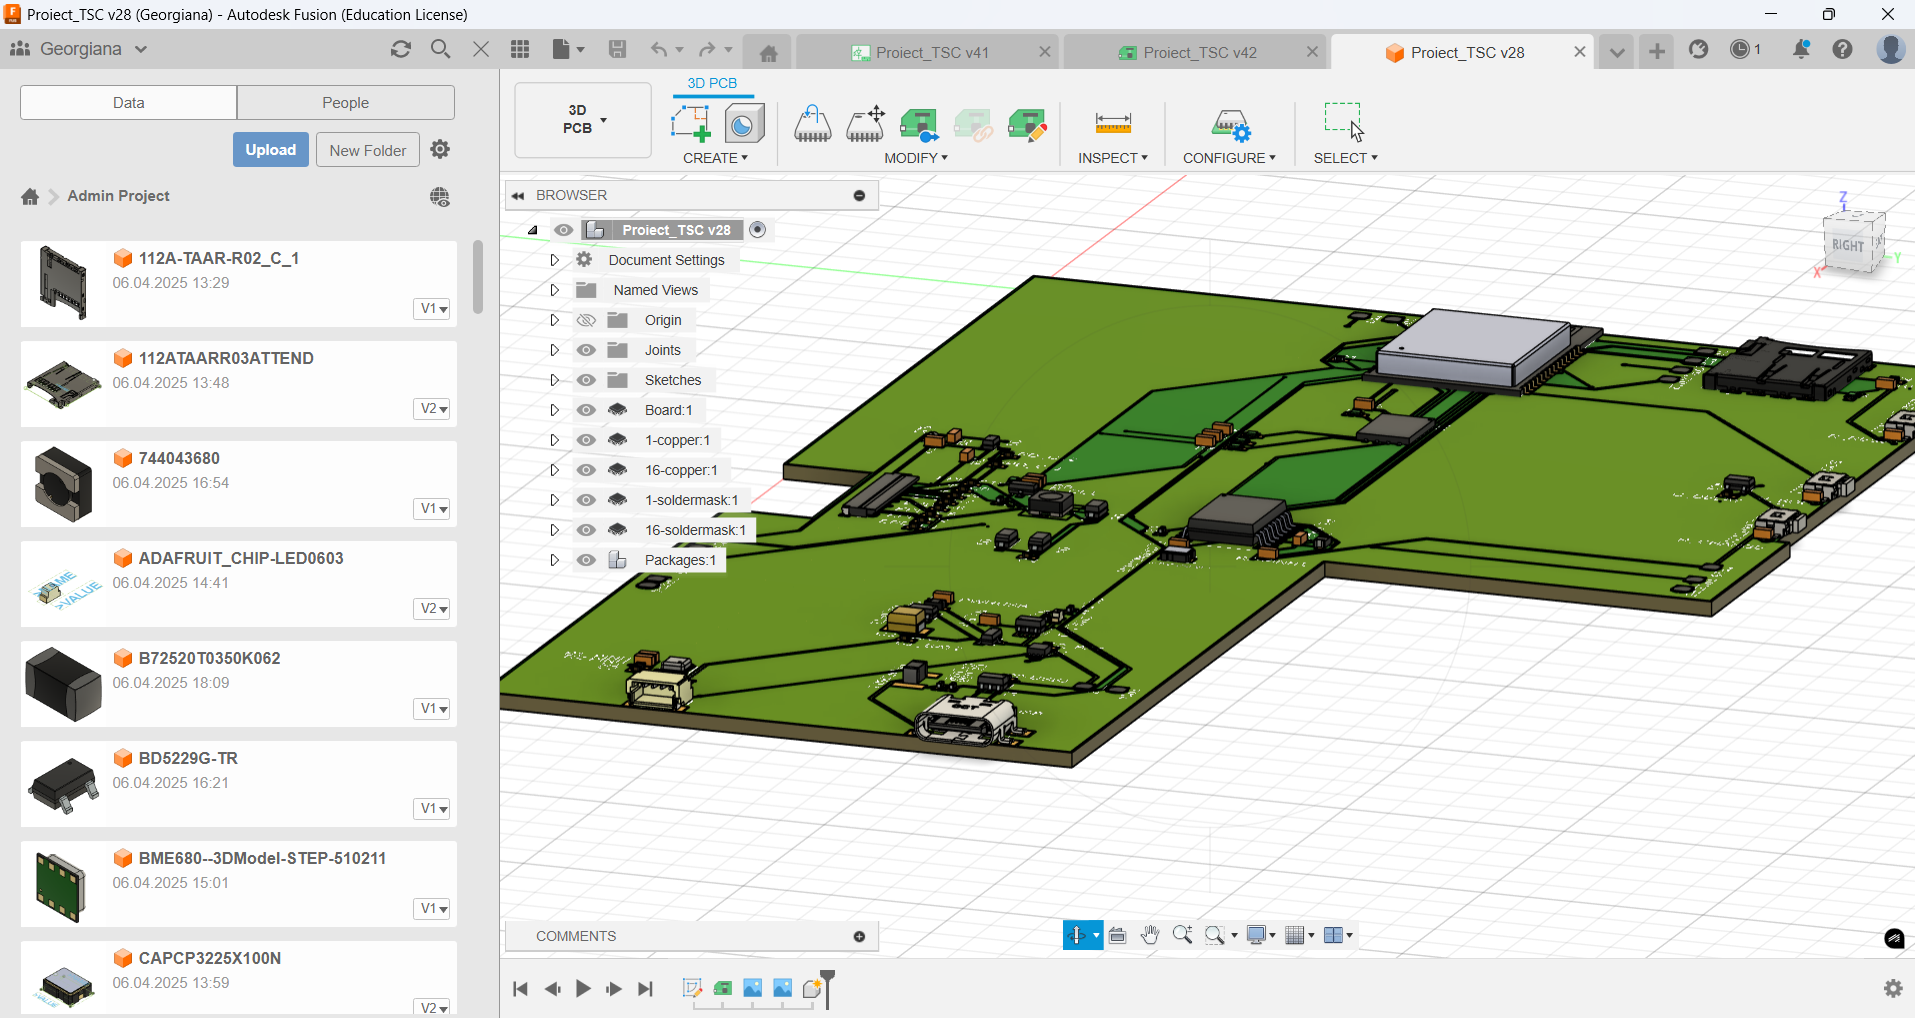 Proiect_TSC v28 (Georgiana) - Autodesk Fusion (Education License)
Georgiana
Proiect_TSC v41
Proiect_TSC v42
Proiect_TSC v28
1
Data
People
Upload
New Folder
Admin Project
112A-TAAR-R02_C_1
06.04.2025 13:29
V1
112ATAARR03ATTEND
06.04.2025 13:48
V2
744043680
06.04.2025 16:54
V1
ADAFRUIT_CHIP-LED0603
06.04.2025 14:41
V2
B72520T0350K062
06.04.2025 18:09
V1
BD5229G-TR
06.04.2025 16:21
V1
BME680--3DModel-STEP-510211
06.04.2025 15:01
V1
CAPCP3225X100N
06.04.2025 13:59
V2
3D PCB
3D
PCB
CREATE
MODIFY
INSPECT
CONFIGURE
SELECT
BROWSER
Proiect_TSC v28
Document Settings
Named Views
Origin
Joints
Sketches
Board:1
1-copper:1
16-copper:1
1-soldermask:1
16-soldermask:1
Packages:1
Z
RIGHT
Y
X
COMMENTS